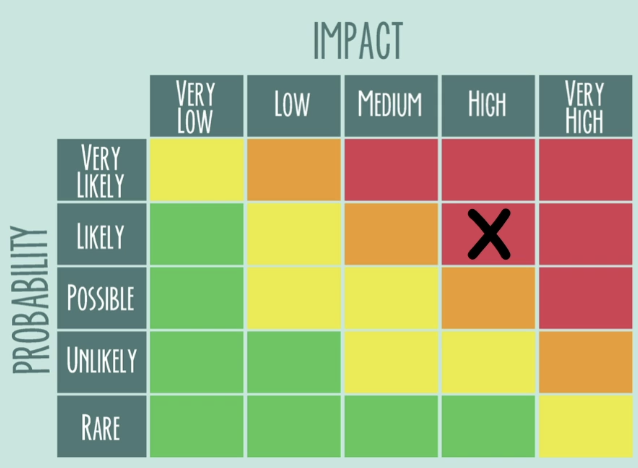 IMPACT
VERY
LOW
LOW
MEDIUM
HIGH
VERY
HIGH
VERY
LIKELY
LIKELY
POSSIBLE
UNLIKELY
RARE
PROBABILITY
X